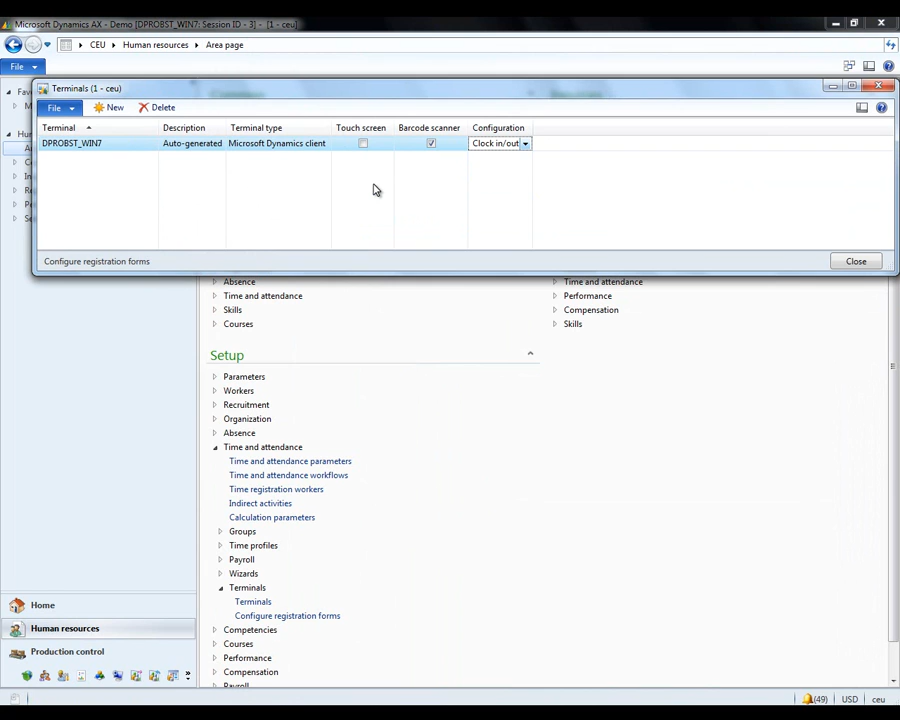 Microsoft Dynamics AX - Demo [DPROBST_WIN7: Session ID - 3] - [1 - ceu]
CEU Human resources Area page
File
Terminals (1 - ceu)
File New Delete
Terminal Description Terminal type Touch screen Barcode scanner Configuration
DPROBST_WIN7 Auto-generated Microsoft Dynamics client Clock in/out
Configure registration forms Close
Absence
Time and attendance
Skills
Courses
Time and attendance
Performance
Compensation
Skills
Setup
Parameters
Workers
Recruitment
Organization
Absence
Time and attendance
Time and attendance parameters
Time and attendance workflows
Time registration workers
Indirect activities
Calculation parameters
Groups
Time profiles
Payroll
Wizards
Terminals
Terminals
Configure registration forms
Competencies
Courses
Performance
Compensation
Payroll
Home
Human resources
Production control
(49) USD ceu